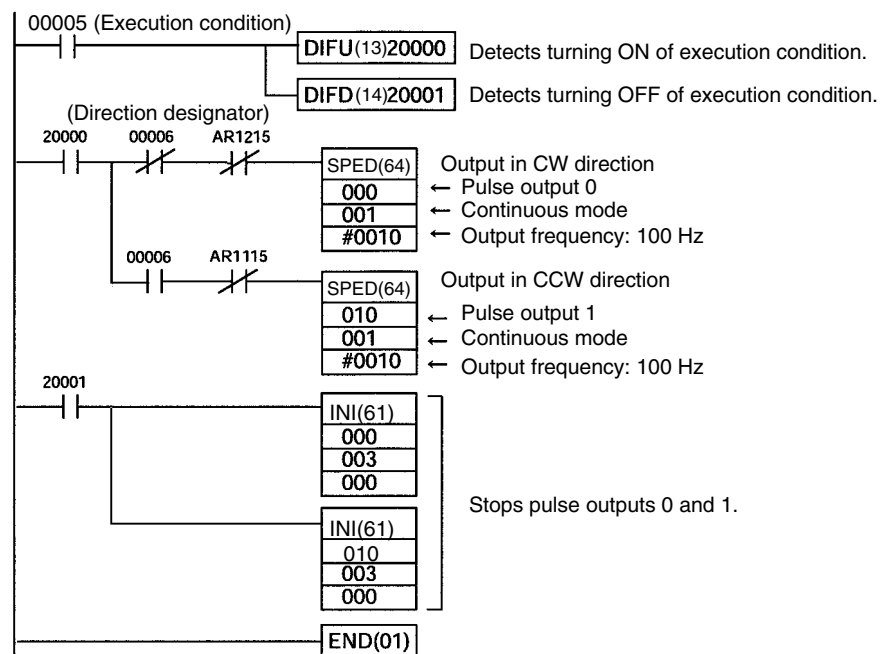 00005 (Execution condition)
DIFU(13)20000 Detects turning ON of execution condition.
DIFD(14)20001 Detects turning OFF of execution condition.
(Direction designator)
20000 00006 AR1215
SPED(64) Output in CW direction
000 ← Pulse output 0
001 ← Continuous mode
#0010 ← Output frequency: 100 Hz
00006 AR1115
SPED(64) Output in CCW direction
010 ← Pulse output 1
001 ← Continuous mode
#0010 ← Output frequency: 100 Hz
20001
INI(61)
000
003
000
Stops pulse outputs 0 and 1.
INI(61)
010
003
000
END(01)